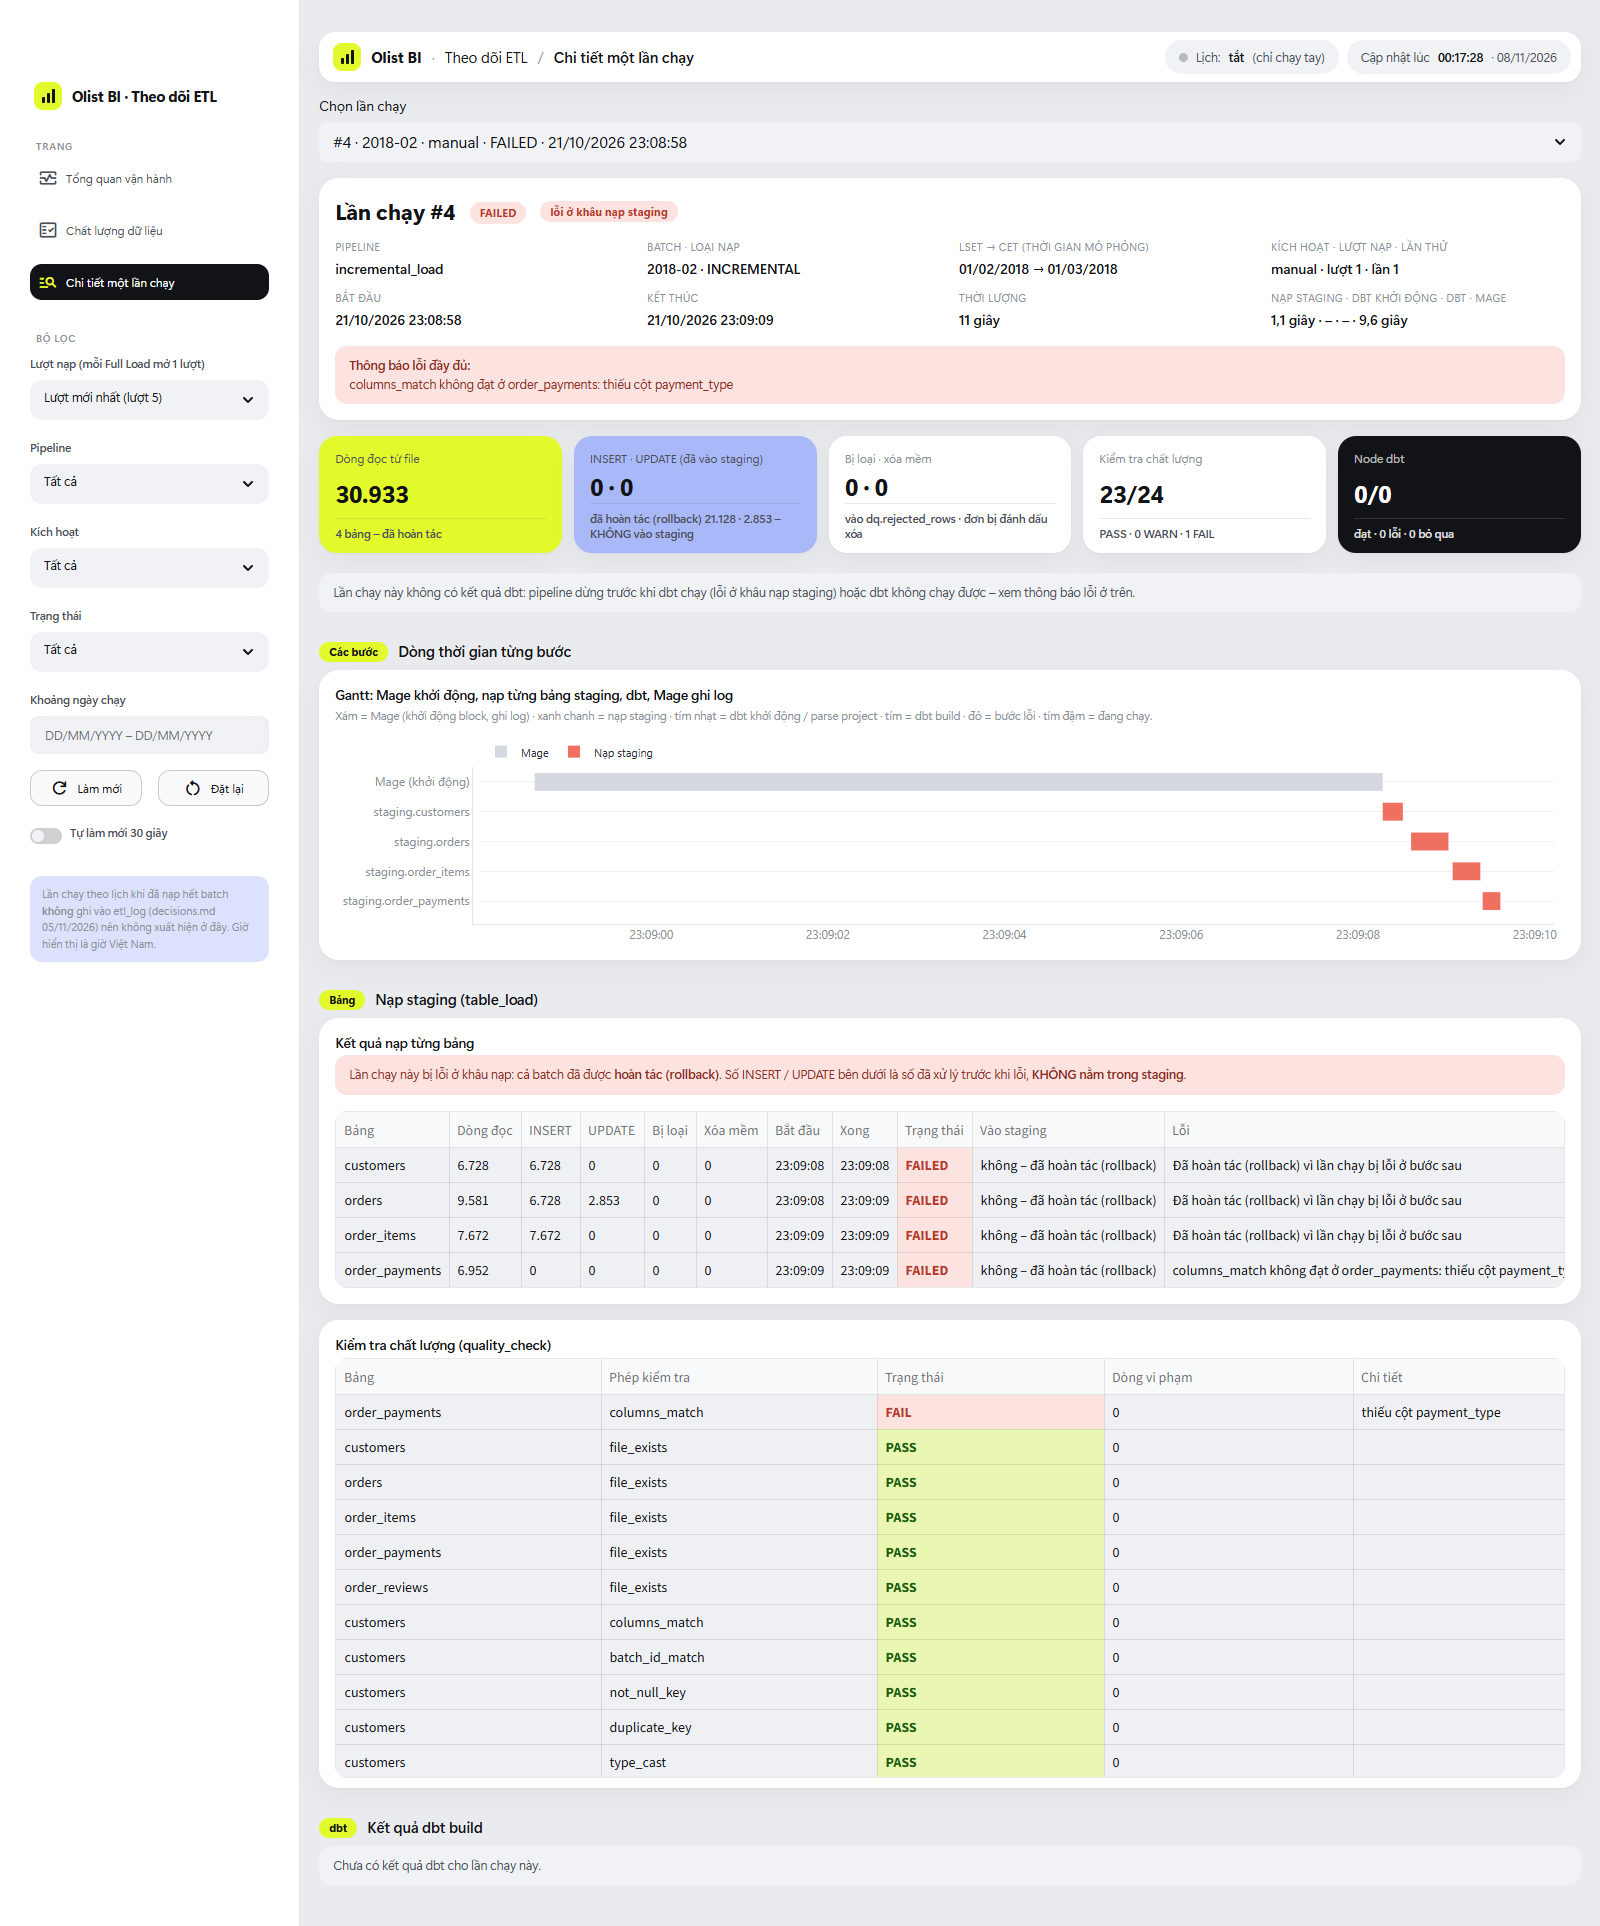 Olist BI · Theo dõi ETL
TRANG
Tổng quan vận hành
Chất lượng dữ liệu
Chi tiết một lần chạy
BỘ LỌC
Lượt nạp (mỗi Full Load mở 1 lượt)
Lượt mới nhất (lượt 5)
Pipeline
Tất cả
Kích hoạt
Tất cả
Trạng thái
Tất cả
Khoảng ngày chạy
DD/MM/YYYY – DD/MM/YYYY
Làm mới
Đặt lại
Tự làm mới 30 giây
Lần chạy theo lịch khi đã nạp hết batch
không ghi vào etl_log (decisions.md
05/11/2026) nên không xuất hiện ở đây. Giờ
hiển thị là giờ Việt Nam.
Olist BI · Theo dõi ETL / Chi tiết một lần chạy
Lịch: tắt (chỉ chạy tay)
Cập nhật lúc 00:17:28 · 08/11/2026
Chọn lần chạy
#4 · 2018-02 · manual · FAILED · 21/10/2026 23:08:58
Lần chạy #4 FAILED lỗi ở khâu nạp staging
PIPELINE BATCH · LOẠI NẠP LSET → CET (THỜI GIAN MÔ PHỎNG) KÍCH HOẠT · LƯỢT NẠP · LẦN THỬ
incremental_load 2018-02 · INCREMENTAL 01/02/2018 → 01/03/2018 manual · lượt 1 · lần 1
BẮT ĐẦU KẾT THÚC THỜI LƯỢNG NẠP STAGING · DBT KHỞI ĐỘNG · DBT · MAGE
21/10/2026 23:08:58 21/10/2026 23:09:09 11 giây 1,1 giây · – · – · 9,6 giây
Thông báo lỗi đầy đủ:
columns_match không đạt ở order_payments: thiếu cột payment_type
Dòng đọc từ file
30.933
4 bảng – đã hoàn tác
INSERT · UPDATE (đã vào staging)
0 · 0
đã hoàn tác (rollback) 21.128 · 2.853 –
KHÔNG vào staging
Bị loại · xóa mềm
0 · 0
vào dq.rejected_rows · đơn bị đánh dấu
xóa
Kiểm tra chất lượng
23/24
PASS · 0 WARN · 1 FAIL
Node dbt
0/0
đạt · 0 lỗi · 0 bỏ qua
Lần chạy này không có kết quả dbt: pipeline dừng trước khi dbt chạy (lỗi ở khâu nạp staging) hoặc dbt không chạy được – xem thông báo lỗi ở trên.
Các bước Dòng thời gian từng bước
Gantt: Mage khởi động, nạp từng bảng staging, dbt, Mage ghi log
Xám = Mage (khởi động block, ghi log) · xanh chanh = nạp staging · tím nhạt = dbt khởi động / parse project · tím = dbt build · đỏ = bước lỗi · tím đậm = đang chạy.
Mage Nạp staging
Mage (khởi động)
staging.customers
staging.orders
staging.order_items
staging.order_payments
23:09:00 23:09:02 23:09:04 23:09:06 23:09:08 23:09:10
Bảng Nạp staging (table_load)
Kết quả nạp từng bảng
Lần chạy này bị lỗi ở khâu nạp: cả batch đã được hoàn tác (rollback). Số INSERT / UPDATE bên dưới là số đã xử lý trước khi lỗi, KHÔNG nằm trong staging.
Bảng Dòng đọc INSERT UPDATE Bị loại Xóa mềm Bắt đầu Xong Trạng thái Vào staging Lỗi
customers 6.728 6.728 0 0 0 23:09:08 23:09:08 FAILED không – đã hoàn tác (rollback) Đã hoàn tác (rollback) vì lần chạy bị lỗi ở bước sau
orders 9.581 6.728 2.853 0 0 23:09:08 23:09:09 FAILED không – đã hoàn tác (rollback) Đã hoàn tác (rollback) vì lần chạy bị lỗi ở bước sau
order_items 7.672 7.672 0 0 0 23:09:09 23:09:09 FAILED không – đã hoàn tác (rollback) Đã hoàn tác (rollback) vì lần chạy bị lỗi ở bước sau
order_payments 6.952 0 0 0 0 23:09:09 23:09:09 FAILED không – đã hoàn tác (rollback) columns_match không đạt ở order_payments: thiếu cột payment_ty
Kiểm tra chất lượng (quality_check)
Bảng Phép kiểm tra Trạng thái Dòng vi phạm Chi tiết
order_payments columns_match FAIL 0 thiếu cột payment_type
customers file_exists PASS 0
orders file_exists PASS 0
order_items file_exists PASS 0
order_payments file_exists PASS 0
order_reviews file_exists PASS 0
customers columns_match PASS 0
customers batch_id_match PASS 0
customers not_null_key PASS 0
customers duplicate_key PASS 0
customers type_cast PASS 0
dbt Kết quả dbt build
Chưa có kết quả dbt cho lần chạy này.